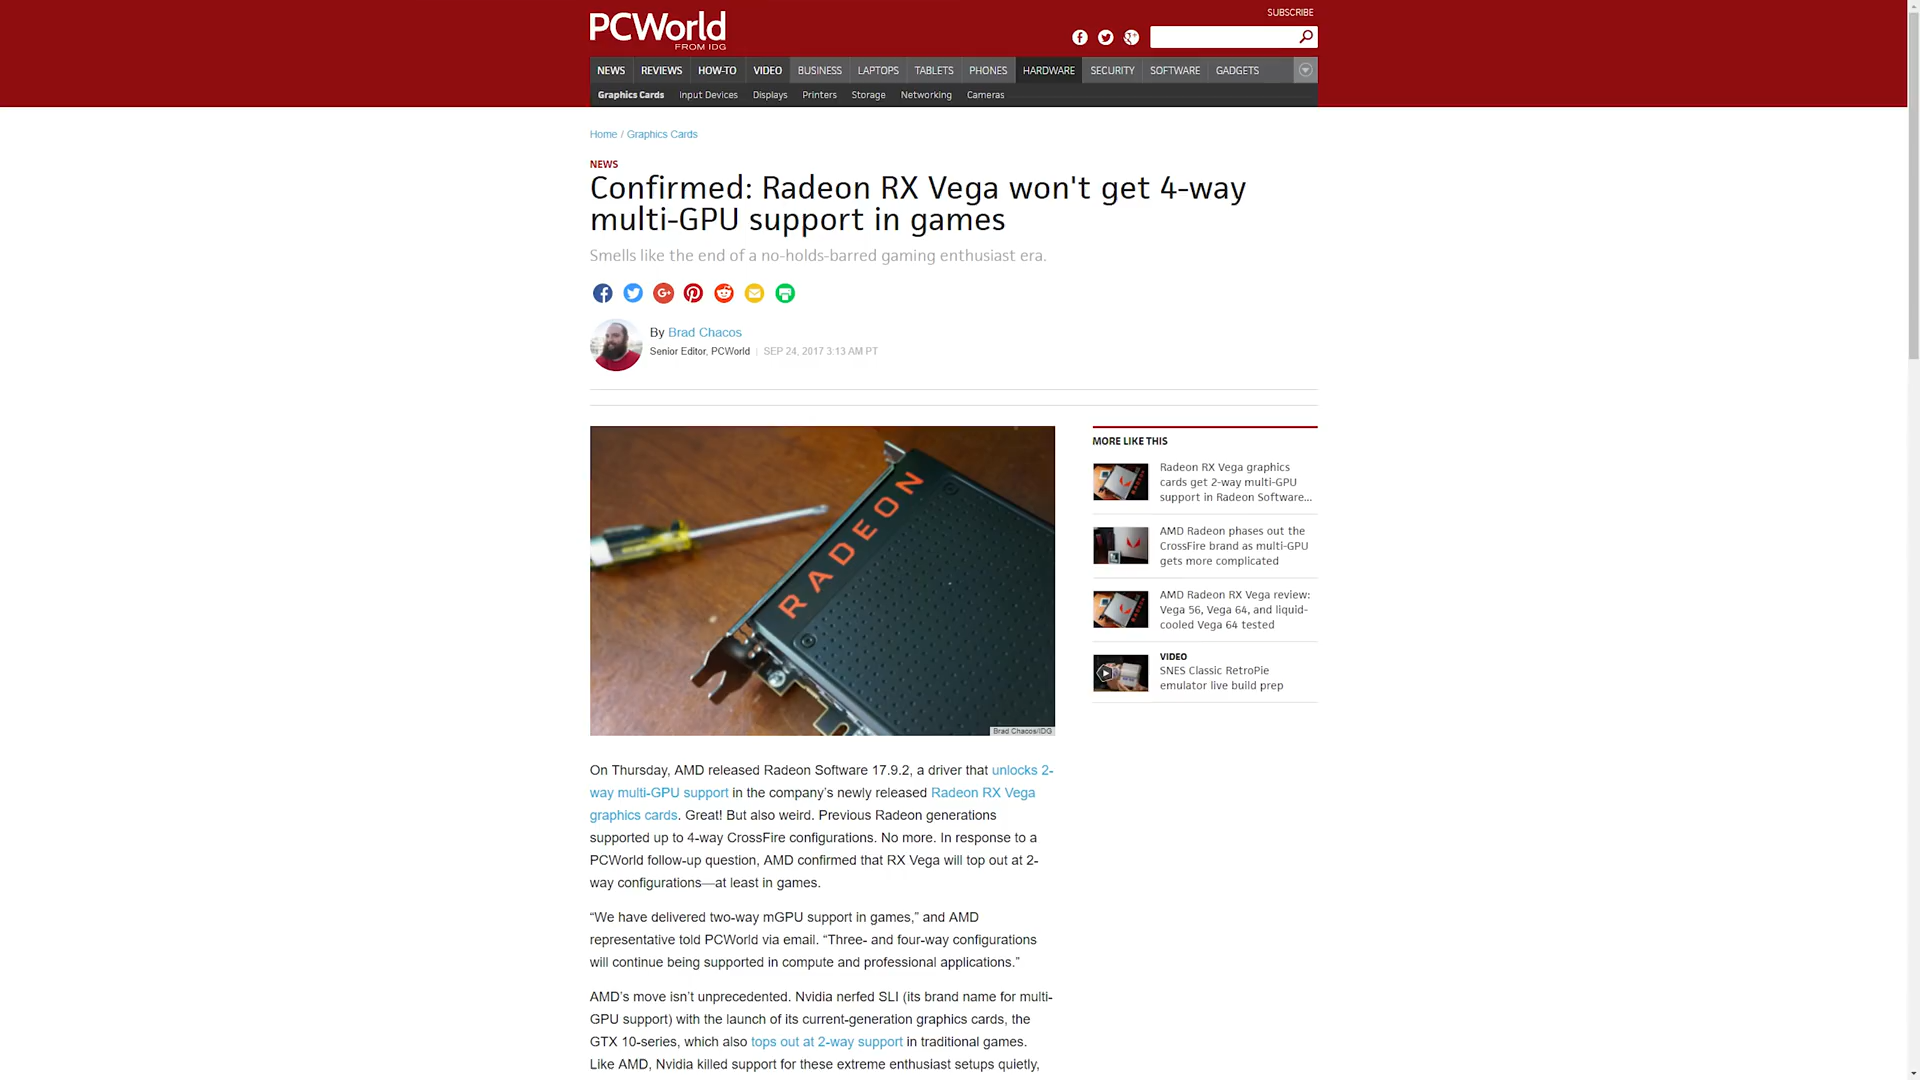 SUBSCRIBE
PCWorld
FROM IDG
NEWS REVIEWS HOW-TO VIDEO BUSINESS LAPTOPS TABLETS PHONES HARDWARE SECURITY SOFTWARE GADGETS
Graphics Cards Input Devices Displays Printers Storage Networking Cameras
Home / Graphics Cards
NEWS
Confirmed: Radeon RX Vega won't get 4-way
multi-GPU support in games
Smells like the end of a no-holds-barred gaming enthusiast era.
By Brad Chacos
Senior Editor, PCWorld | SEP 24, 2017 3:13 AM PT
RADEON
Brad Chacos/IDG
MORE LIKE THIS
Radeon RX Vega graphics
cards get 2-way multi-GPU
support in Radeon Software...
AMD Radeon phases out the
CrossFire brand as multi-GPU
gets more complicated
AMD Radeon RX Vega review:
Vega 56, Vega 64, and liquid-
cooled Vega 64 tested
VIDEO
SNES Classic RetroPie
emulator live build prep
On Thursday, AMD released Radeon Software 17.9.2, a driver that unlocks 2-
way multi-GPU support in the company’s newly released Radeon RX Vega
graphics cards. Great! But also weird. Previous Radeon generations
supported up to 4-way CrossFire configurations. No more. In response to a
PCWorld follow-up question, AMD confirmed that RX Vega will top out at 2-
way configurations—at least in games.
“We have delivered two-way mGPU support in games,” and AMD
representative told PCWorld via email. “Three- and four-way configurations
will continue being supported in compute and professional applications.”
AMD’s move isn’t unprecedented. Nvidia nerfed SLI (its brand name for multi-
GPU support) with the launch of its current-generation graphics cards, the
GTX 10-series, which also tops out at 2-way support in traditional games.
Like AMD, Nvidia killed support for these extreme enthusiast setups quietly,